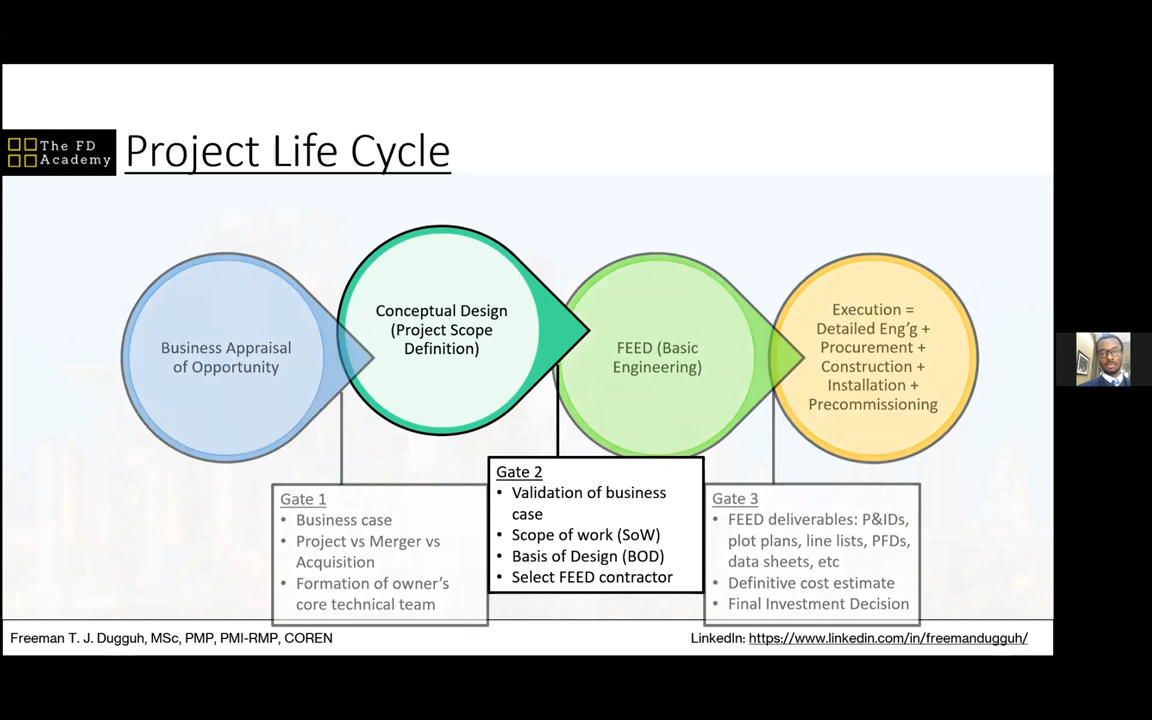 The FD
Academy
Project Life Cycle
Business Appraisal
of Opportunity
Conceptual Design
(Project Scope
Definition)
FEED (Basic
Engineering)
Execution =
Detailed Eng'g +
Procurement +
Construction +
Installation +
Precommissioning
Gate 1
• Business case
• Project vs Merger vs
Acquisition
• Formation of owner's
core technical team
Gate 2
• Validation of business
case
• Scope of work (SoW)
• Basis of Design (BOD)
• Select FEED contractor
Gate 3
• FEED deliverables: P&IDs,
plot plans, line lists, PFDs,
data sheets, etc
• Definitive cost estimate
• Final Investment Decision
Freeman T. J. Dugguh, MSc, PMP, PMI-RMP, COREN
LinkedIn: https://www.linkedin.com/in/freemandugguh/